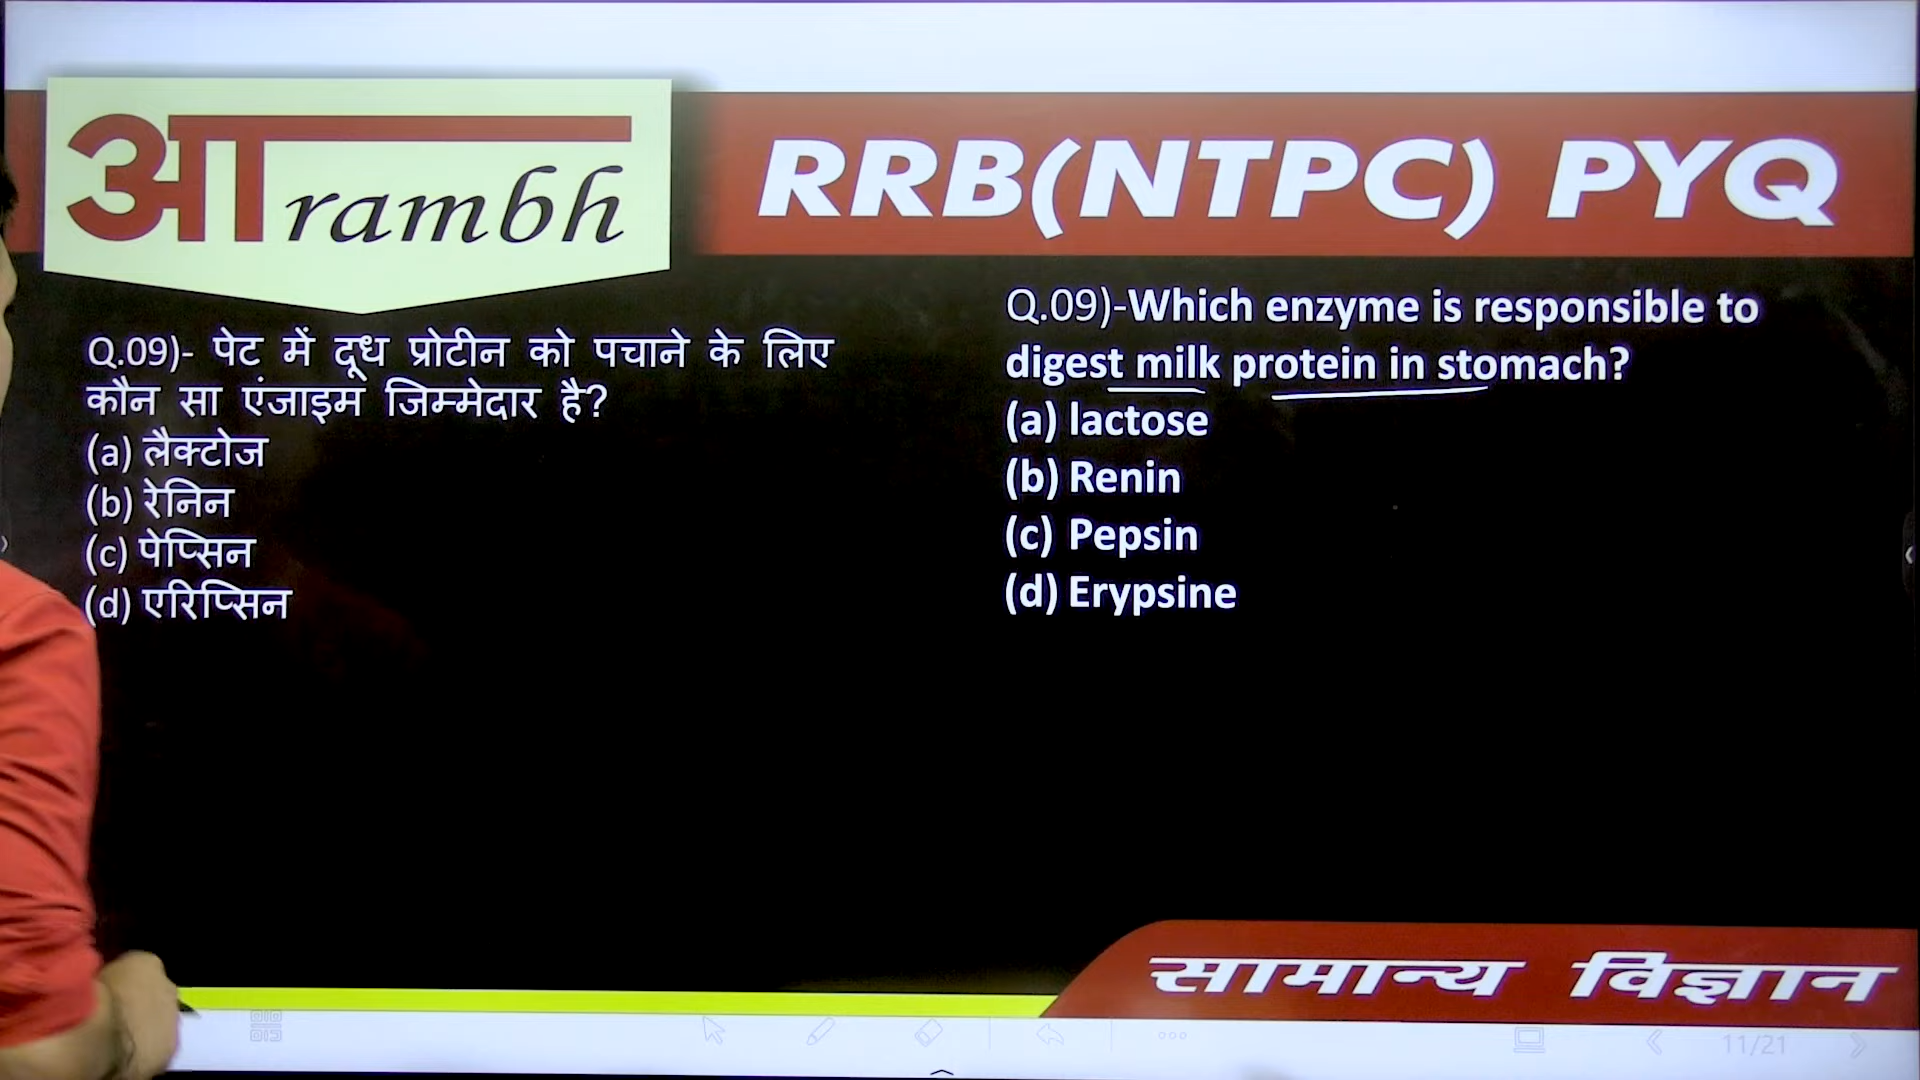 आrambh
RRB(NTPC) PYQ
Q.09)- पेट में दूध प्रोटीन को पचाने के लिए
कौन सा एंजाइम जिम्मेदार है?
(a) लैक्टोज
(b) रेनिन
(c) पेप्सिन
(d) एरिप्सिन
Q.09)-Which enzyme is responsible to
digest milk protein in stomach?
(a) lactose
(b) Renin
(c) Pepsin
(d) Erypsine
सामान्य विज्ञान
11/21